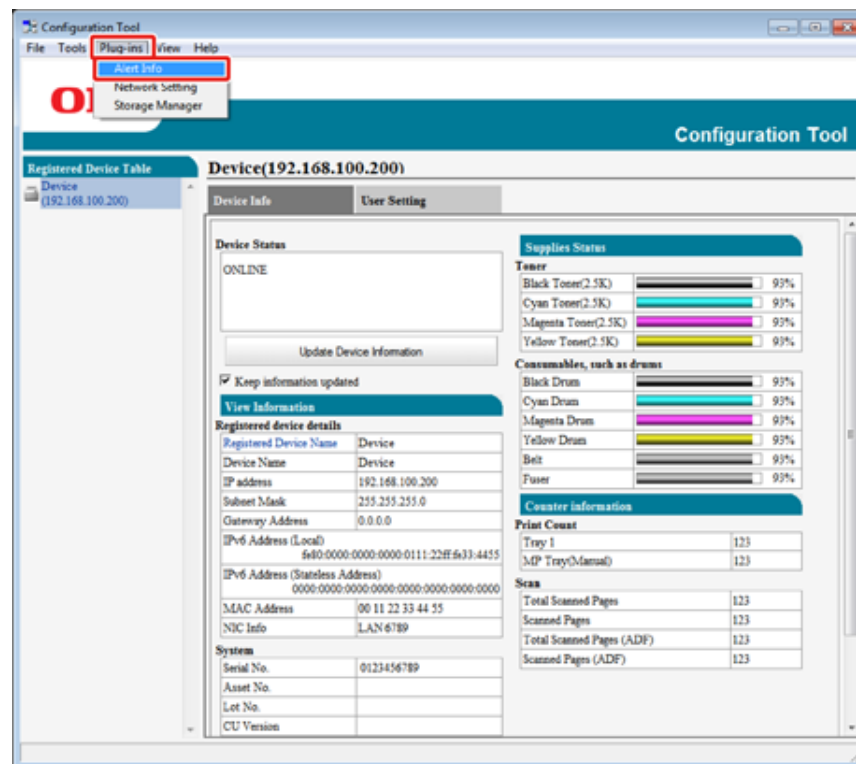 Configuration Tool
File Tools Plug-ins View Help
Alert Info
Network Setting
Storage Manager
Configuration Tool
Registered Device Table
Device
(192.168.100.200)
Device(192.168.100.200)
Device Info User Setting
Device Status
ONLINE
Update Device Information
Keep information updated
View Information
Registered device details
Registered Device Name Device
Device Name Device
IP address 192.168.100.200
Subnet Mask 255.255.255.0
Gateway Address 0.0.0.0
IPv6 Address (Local)
fe80:0000:0000:0000:0111:22ff:fe33:4455
IPv6 Address (Stateless Address)
0000:0000:0000:0000:0000:0000:0000:0000
MAC Address 00 11 22 33 44 55
NIC Info LAN 6789
System
Serial No. 0123456789
Asset No.
Lot No.
CU Version
Supplies Status
Toner
Black Toner(2.5K) 93%
Cyan Toner(2.5K) 93%
Magenta Toner(2.5K) 93%
Yellow Toner(2.5K) 93%
Consumables, such as drums
Black Drum 93%
Cyan Drum 93%
Magenta Drum 93%
Yellow Drum 93%
Belt 93%
Fuser 93%
Counter information
Print Count
Tray 1 123
MP Tray(Manual) 123
Scan
Total Scanned Pages 123
Scanned Pages 123
Total Scanned Pages (ADF) 123
Scanned Pages (ADF) 123